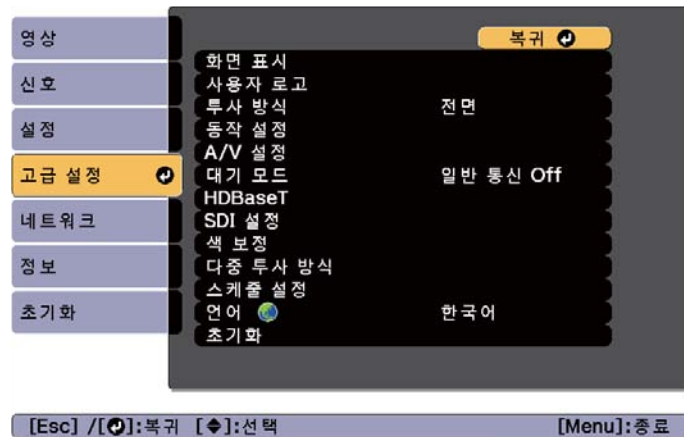 영상
신호
설정
고급 설정
네트워크
정보
초기화
복귀
화면 표시
사용자 로고
투사 방식 전면
동작 설정
A/V 설정
대기 모드 일반 통신 Off
HDBaseT
SDI 설정
색 보정
다중 투사 방식
스케줄 설정
언어 한국어
초기화
[Esc] /[ ]:복귀 [ ]:선택 [Menu]:종료